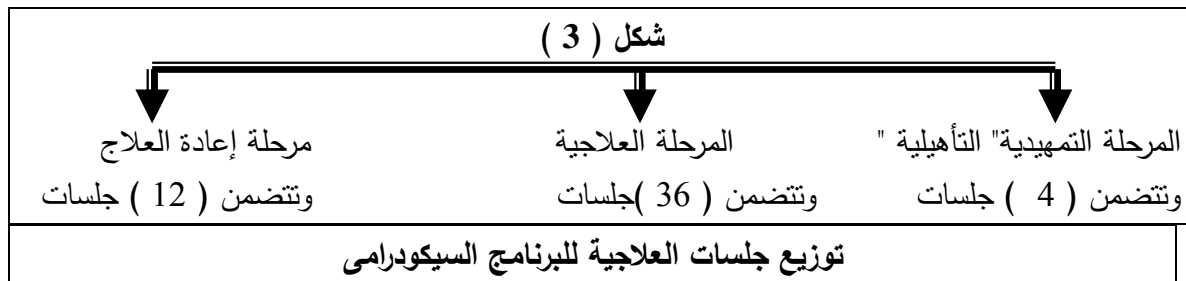 شكل ( 3 )
المرحلة التمهيدية" التأهيلية " المرحلة العلاجية مرحلة إعادة العلاج
وتتضمن ( 4 ) جلسات وتتضمن ( 36 )جلسات وتتضمن ( 12 ) جلسات
توزيع جلسات العلاجية للبرنامج السيكودرامى